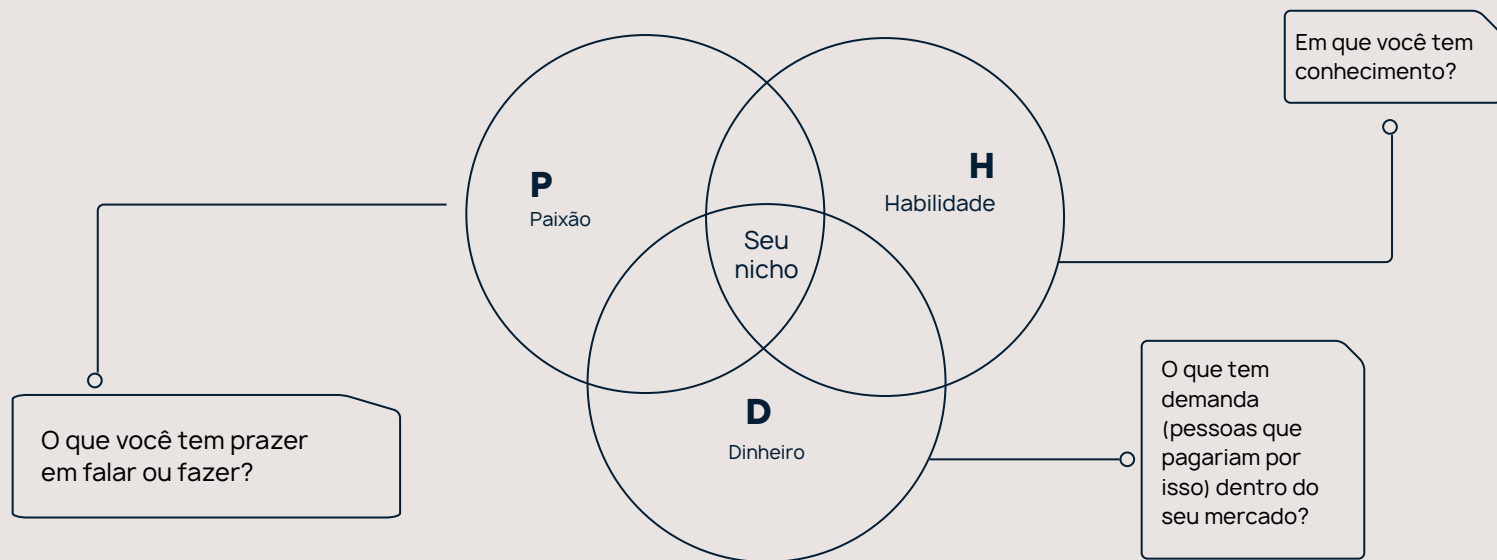 Em que você tem
conhecimento?
P
Paixão
H
Habilidade
Seu
nicho
O que você tem prazer
em falar ou fazer?
D
Dinheiro
O que tem
demanda
(pessoas que
pagariam por
isso) dentro do
seu mercado?